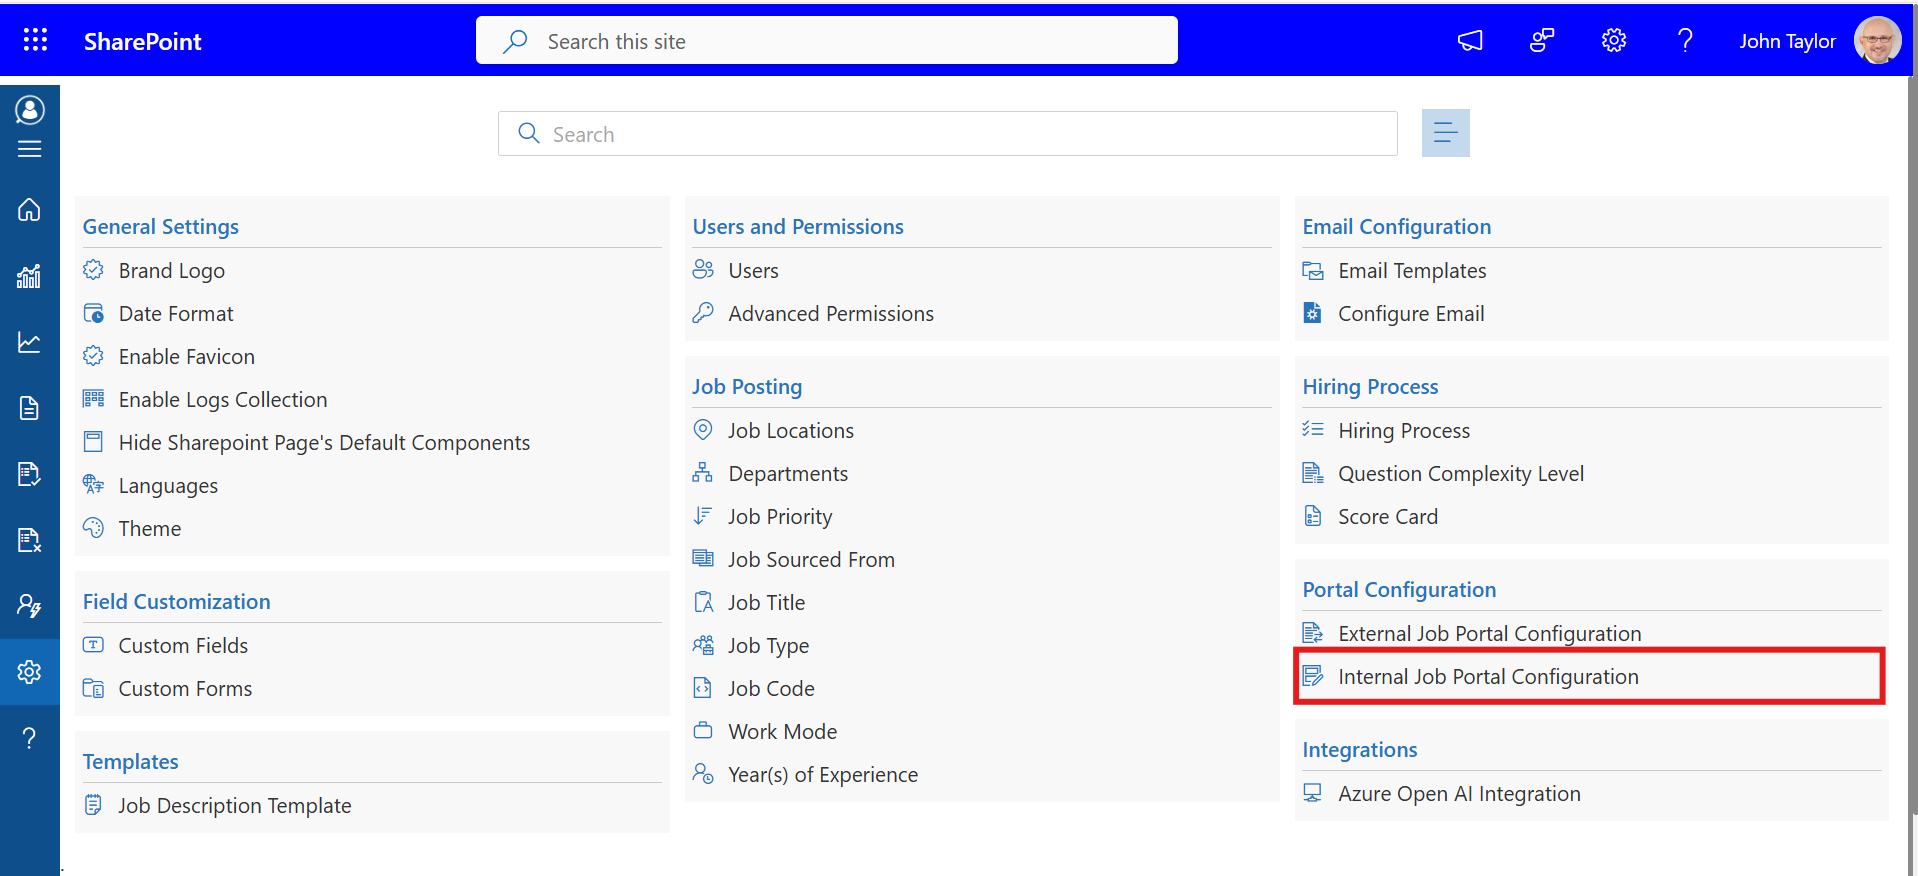 SharePoint
Search this site
John Taylor
Search
General Settings
Brand Logo
Date Format
Enable Favicon
Enable Logs Collection
Hide Sharepoint Page's Default Components
Languages
Theme
Field Customization
Custom Fields
Custom Forms
Templates
Job Description Template
Users and Permissions
Users
Advanced Permissions
Job Posting
Job Locations
Departments
Job Priority
Job Sourced From
Job Title
Job Type
Job Code
Work Mode
Year(s) of Experience
Email Configuration
Email Templates
Configure Email
Hiring Process
Hiring Process
Question Complexity Level
Score Card
Portal Configuration
External Job Portal Configuration
Internal Job Portal Configuration
Integrations
Azure Open AI Integration